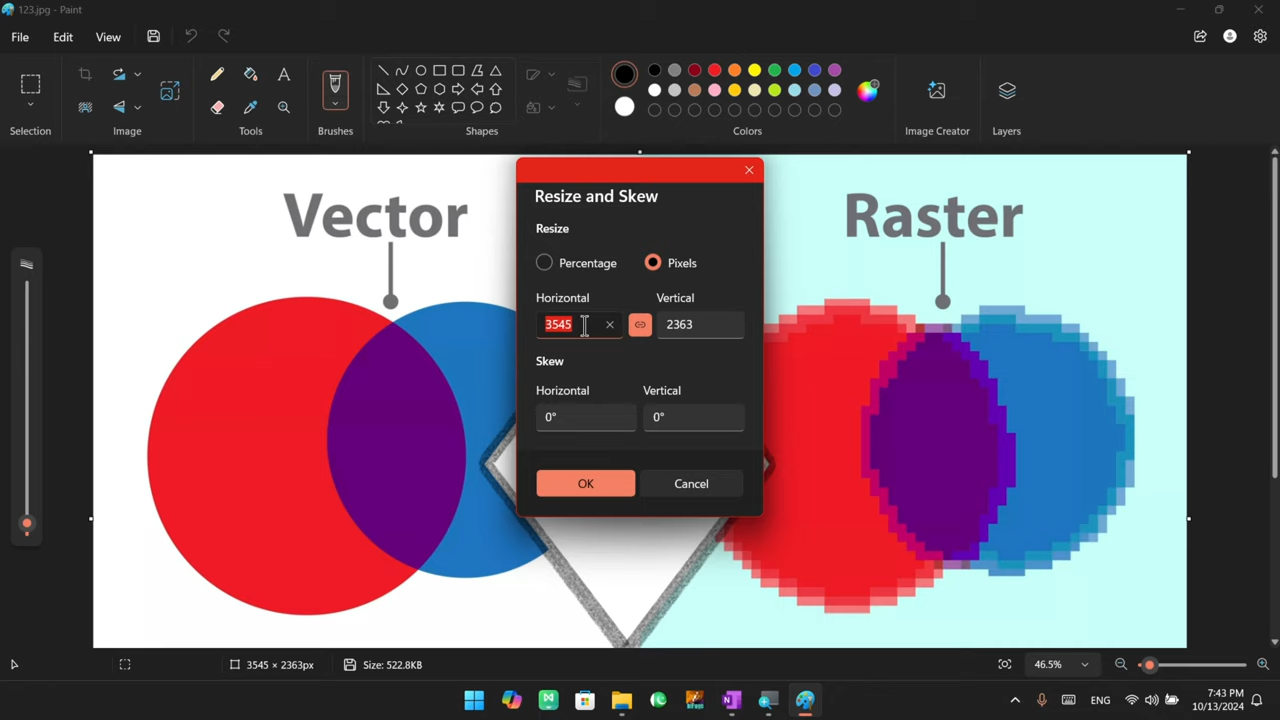 123.jpg - Paint
File Edit View
Selection Image Tools Brushes Shapes Colors Image Creator Layers
Vector
Raster
Resize and Skew
Resize
Percentage Pixels
Horizontal Vertical
3545 2363
Skew
Horizontal Vertical
0° 0°
OK Cancel
3545 × 2363px Size: 522.8KB 46.5%
ENG 7:43 PM
10/13/2024